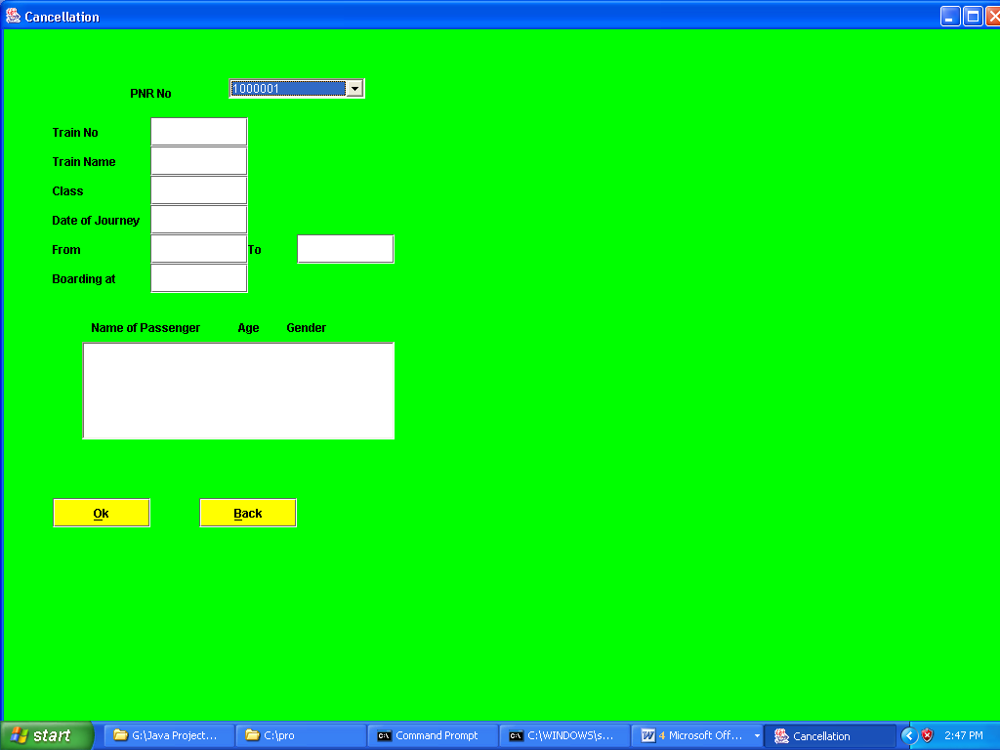 Cancellation
PNR No 1000001
Train No
Train Name
Class
Date of Journey
From To
Boarding at
Name of Passenger Age Gender
Ok Back
start G:\Java Project... C:\pro Command Prompt C:\WINDOWS\s... 4 Microsoft Off... Cancellation 2:47 PM